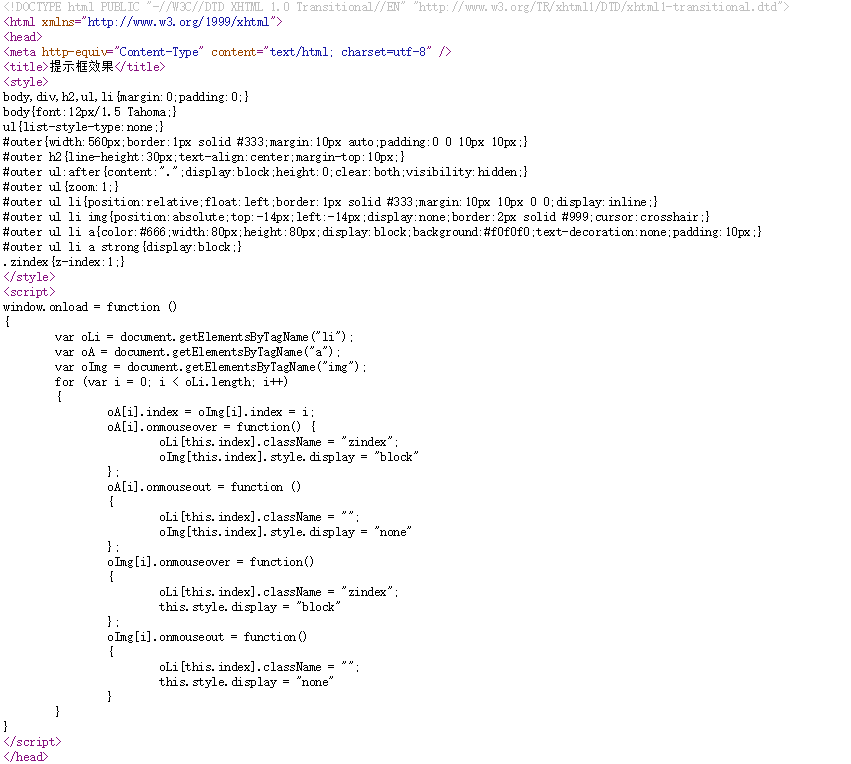 <!DOCTYPE html PUBLIC "-//W3C//DTD XHTML 1.0 Transitional//EN" "http://www.w3.org/TR/xhtml1/DTD/xhtml1-transitional.dtd">
<html xmlns="http://www.w3.org/1999/xhtml">
<head>
<meta http-equiv="Content-Type" content="text/html; charset=utf-8" />
<title>提示框效果</title>
<style>
body,div,h2,ul,li{margin:0;padding:0;}
body{font:12px/1.5 Tahoma;}
ul{list-style-type:none;}
#outer{width:560px;border:1px solid #333;margin:10px auto;padding:0 0 10px 10px;}
#outer h2{line-height:30px;text-align:center;margin-top:10px;}
#outer ul:after{content:".";display:block;height:0;clear:both;visibility:hidden;}
#outer ul{zoom:1;}
#outer ul li{position:relative;float:left;border:1px solid #333;margin:10px 10px 0 0;display:inline;}
#outer ul li img{position:absolute;top:-14px;left:-14px;display:none;border:2px solid #999;cursor:crosshair;}
#outer ul li a{color:#666;width:80px;height:80px;display:block;background:#f0f0f0;text-decoration:none;padding:10px;}
#outer ul li a strong{display:block;}
.zindex{z-index:1;}
</style>
<script>
window.onload = function ()
{
        var oLi = document.getElementsByTagName("li");
        var oA = document.getElementsByTagName("a");
        var oImg = document.getElementsByTagName("img");
        for (var i = 0; i < oLi.length; i++)
        {
                oA[i].index = oImg[i].index = i;
                oA[i].onmouseover = function() {
                        oLi[this.index].className = "zindex";
                        oImg[this.index].style.display = "block"
                };
                oA[i].onmouseout = function ()
                {
                        oLi[this.index].className = "";
                        oImg[this.index].style.display = "none"
                };
                oImg[i].onmouseover = function()
                {
                        oLi[this.index].className = "zindex";
                        this.style.display = "block"
                };
                oImg[i].onmouseout = function()
                {
                        oLi[this.index].className = "";
                        this.style.display = "none"
                }
        }
}
</script>
</head>